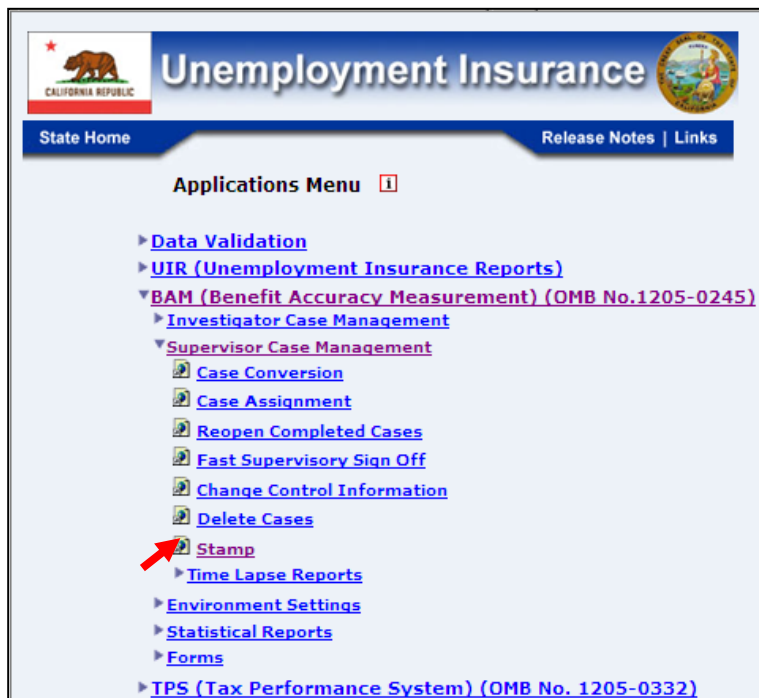 CALIFORNIA REPUBLIC
Unemployment Insurance
State Home
Release Notes | Links
Applications Menu i
Data Validation
UIR (Unemployment Insurance Reports)
BAM (Benefit Accuracy Measurement) (OMB No.1205-0245)
Investigator Case Management
Supervisor Case Management
Case Conversion
Case Assignment
Reopen Completed Cases
Fast Supervisory Sign Off
Change Control Information
Delete Cases
Stamp
Time Lapse Reports
Environment Settings
Statistical Reports
Forms
TPS (Tax Performance System) (OMB No. 1205-0332)